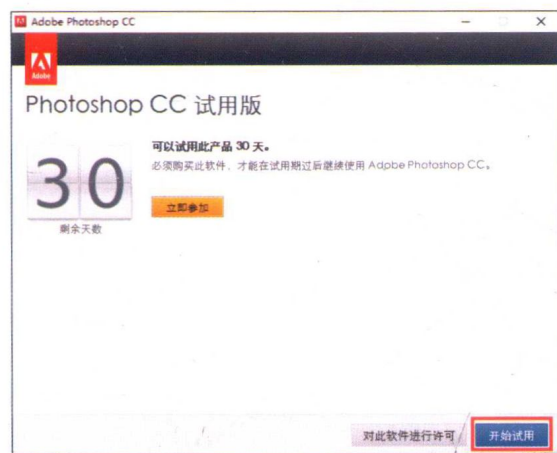 Adobe Photoshop CC
Adobe
Photoshop CC 试用版
可以试用此产品 30 天。
必须购买此软件，才能在试用期过后继续使用 Adobe Photoshop CC。
30
立即参加
剩余天数
对此软件进行许可
开始试用